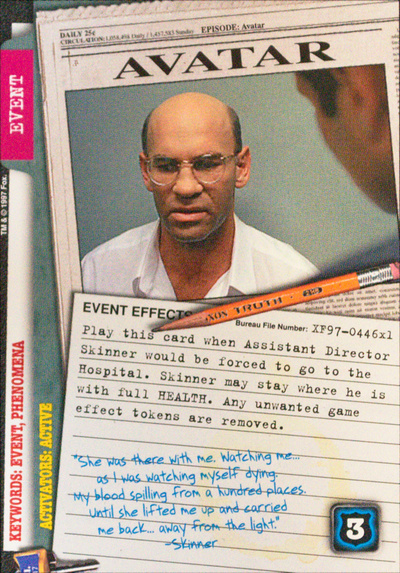 DAILY 25¢ EPISODE: Avatar
CIRCULATION: 1,058,486 Daily / 1,457,583 Sunday
AVATAR
EVENT
TM & © 1997 Fox.
KEYWORDS: EVENT, PHENOMENA
ACTIVATORS: ACTIVE
TRUTH
EVENT EFFECTS
Bureau File Number: XF97-0446x1
Play this card when Assistant Director
Skinner would be forced to go to the
Hospital. Skinner may stay where he is
with full HEALTH. Any unwanted game
effect tokens are removed.
"She was there with me. Watching me...
as I was watching myself dying.
My blood spilling from a hundred places.
Until she lifted me up and carried
me back... away from the light."
-Skinner
3